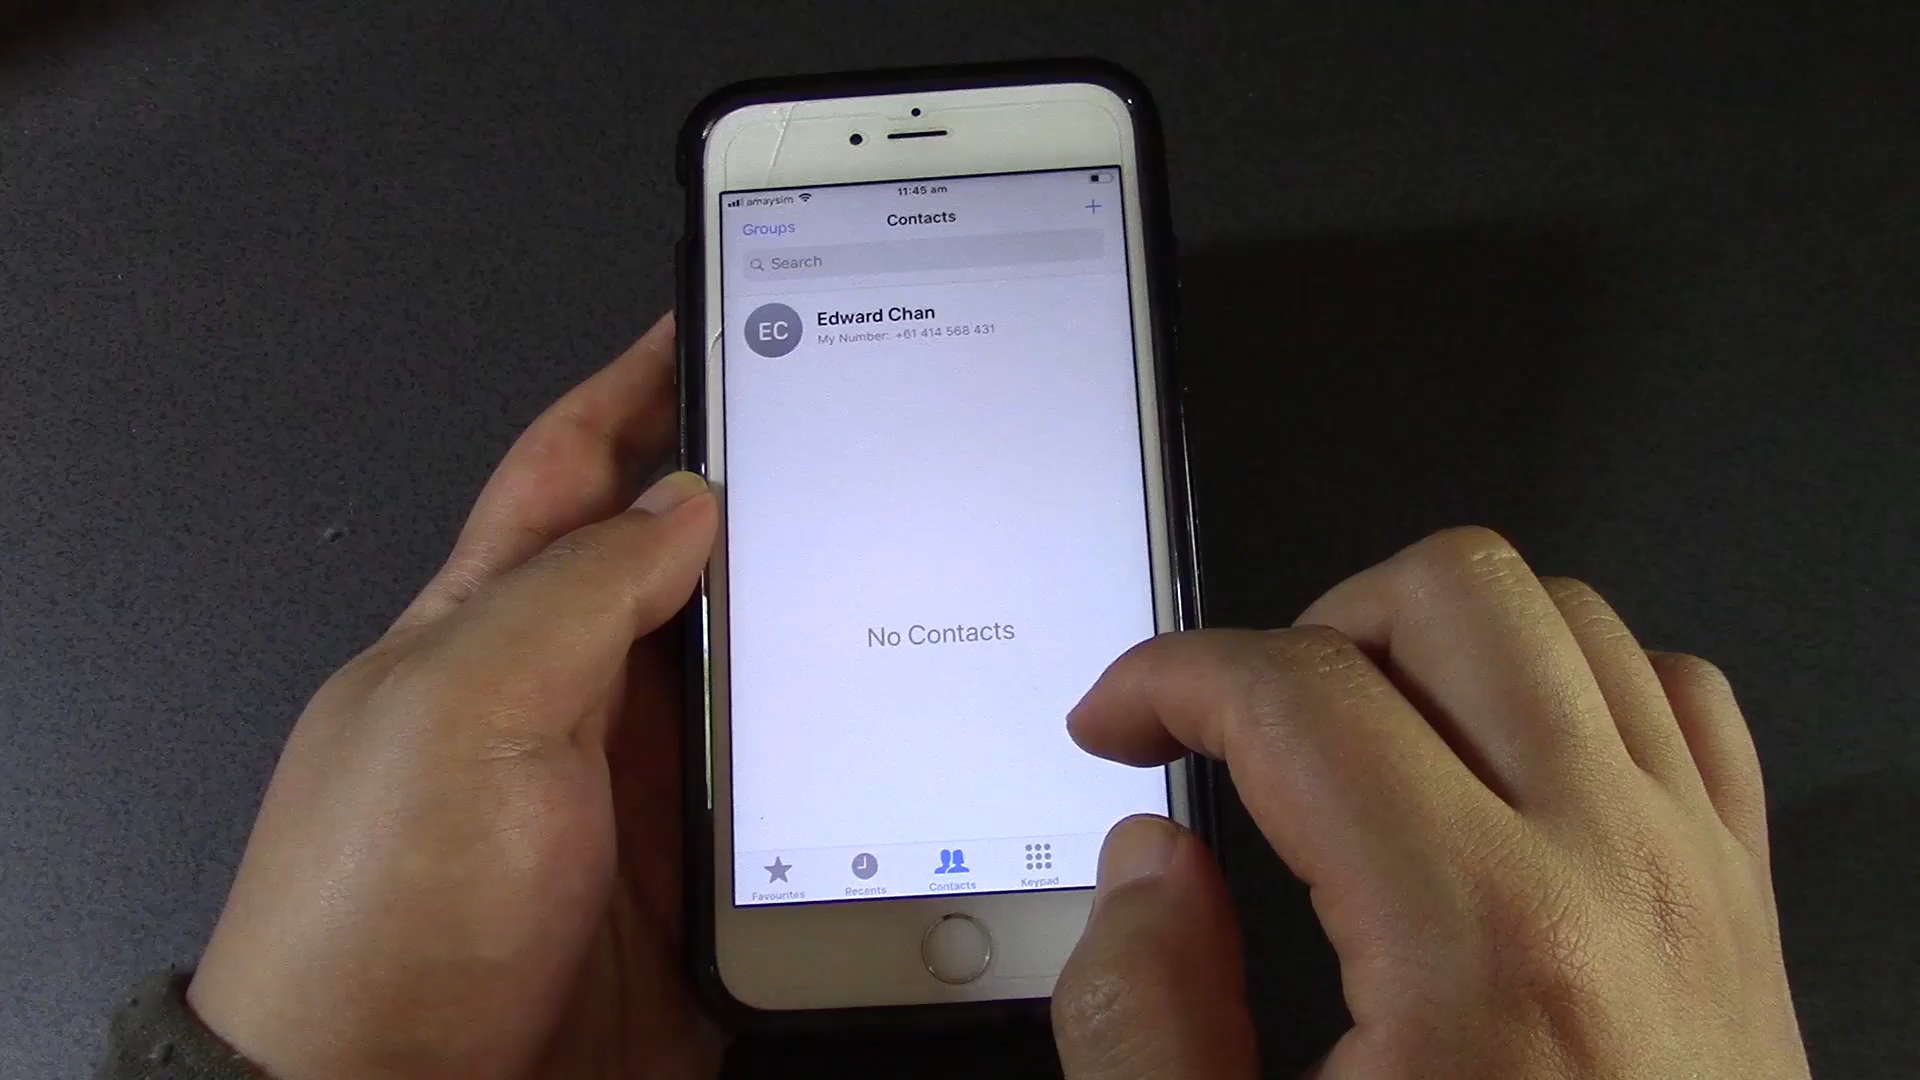 amaysim
11:45 am
Groups
Contacts
+
Search
EC
Edward Chan
My Number: +61 414 568 431
No Contacts
Favourites
Recents
Contacts
Keypad